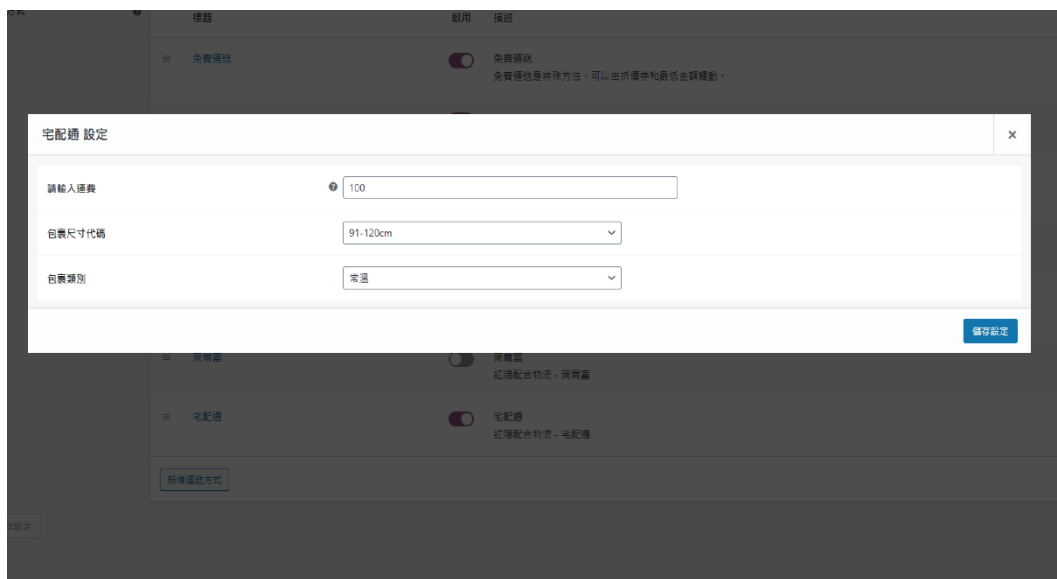 標題 啟用 描述
免費運送 免費運送
免費運送是特殊方法，可以由折價券和最低金額觸動。
宅配通 設定 ×
請輸入運費 100
包裹尺寸代碼 91-120cm
包裹類別 常溫
儲存設定
萊爾富 萊爾富
紅陽配合物流 - 萊爾富
宅配通 宅配通
紅陽配合物流 - 宅配通
新增運送方式
存設定